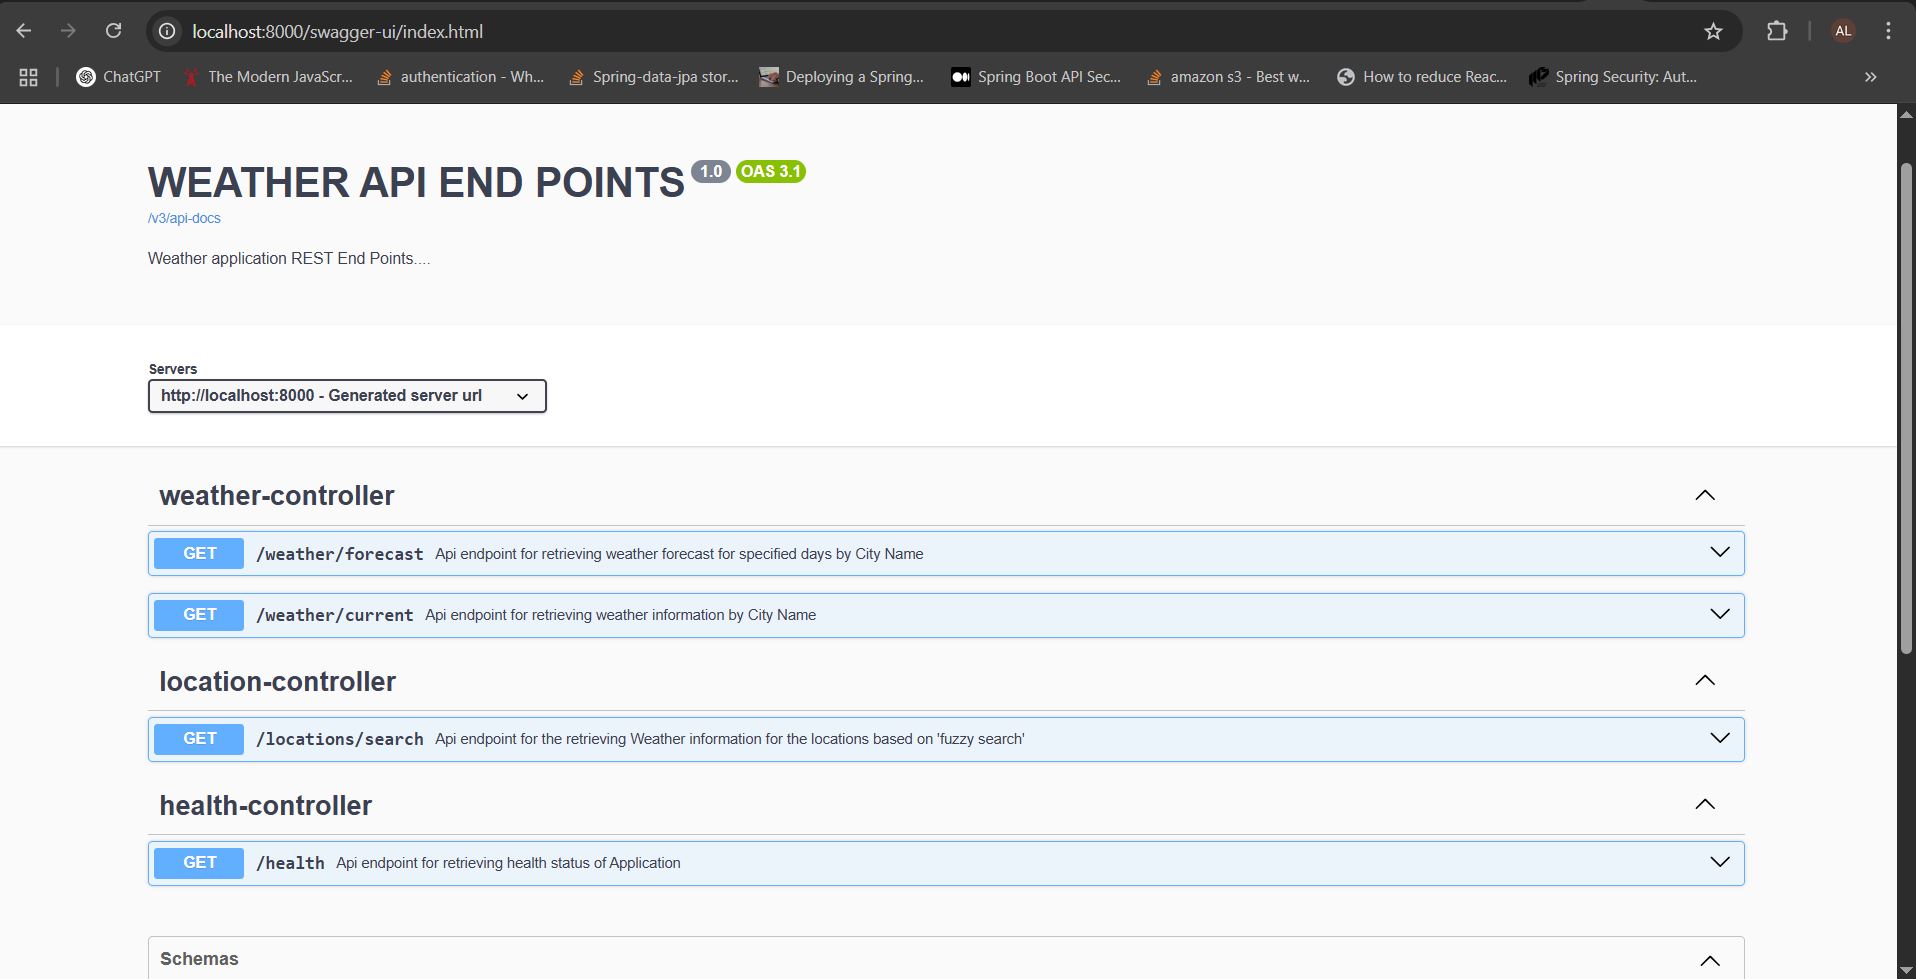 localhost:8000/swagger-ui/index.html
AL
ChatGPT
The Modern JavaScr...
authentication - Wh...
Spring-data-jpa stor...
Deploying a Spring...
Spring Boot API Sec...
amazon s3 - Best w...
How to reduce Reac...
Spring Security: Aut...
WEATHER API END POINTS 1.0 OAS 3.1
/v3/api-docs
Weather application REST End Points....
Servers
http://localhost:8000 - Generated server url
weather-controller
GET /weather/forecast Api endpoint for retrieving weather forecast for specified days by City Name
GET /weather/current Api endpoint for retrieving weather information by City Name
location-controller
GET /locations/search Api endpoint for the retrieving Weather information for the locations based on 'fuzzy search'
health-controller
GET /health Api endpoint for retrieving health status of Application
Schemas